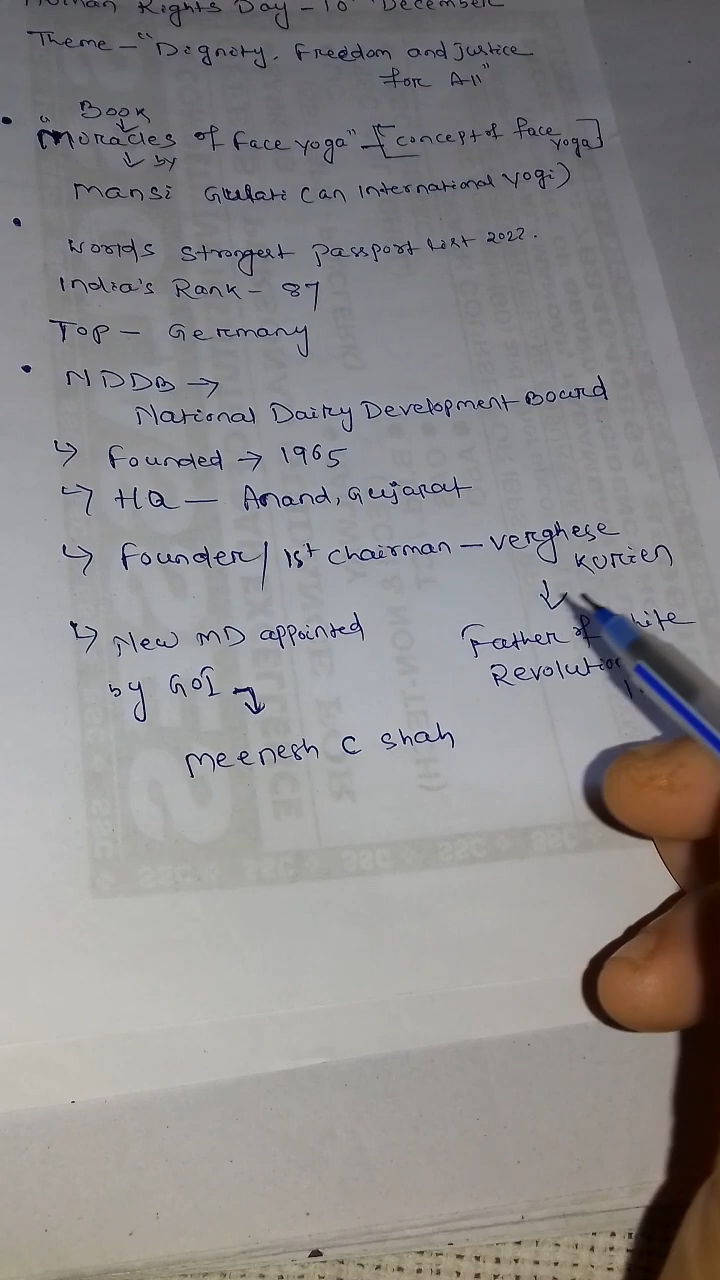 Human Rights Day - 10 December
Theme - "Dignity, Freedom and justice
for All"
Book
"Moracles of Face yoga" - [concept of face yoga]
by
Mansi Gulati (an International yogi)
Worlds strongest passport list 2022.
India's Rank - 87
Top - Germany
NDDB →
National Dairy Development Board
↳ Founded → 1965
↳ HQ - Anand, Gujarat
↳ Founder / 1st chairman - Verghese
Kurien
↳ New MD appointed
by GOI
Father of White
Revolution
Meenesh C Shah